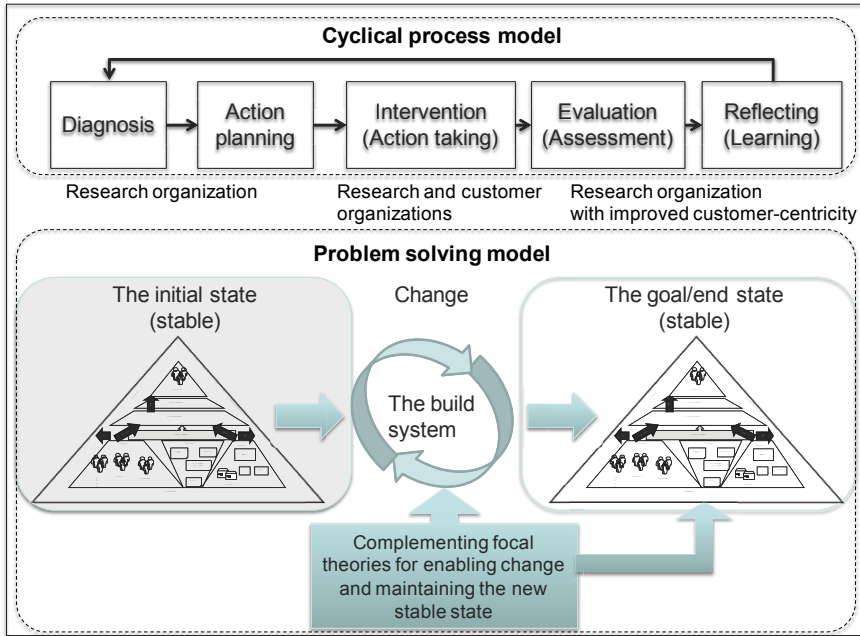 Cyclical process model
Diagnosis
Action
planning
Intervention
(Action taking)
Evaluation
(Assessment)
Reflecting
(Learning)
Research organization
Research and customer
organizations
Research organization
with improved customer-centricity
Problem solving model
The initial state
(stable)
Change
The goal/end state
(stable)
The build
system
Complementing focal
theories for enabling change
and maintaining the new
stable state